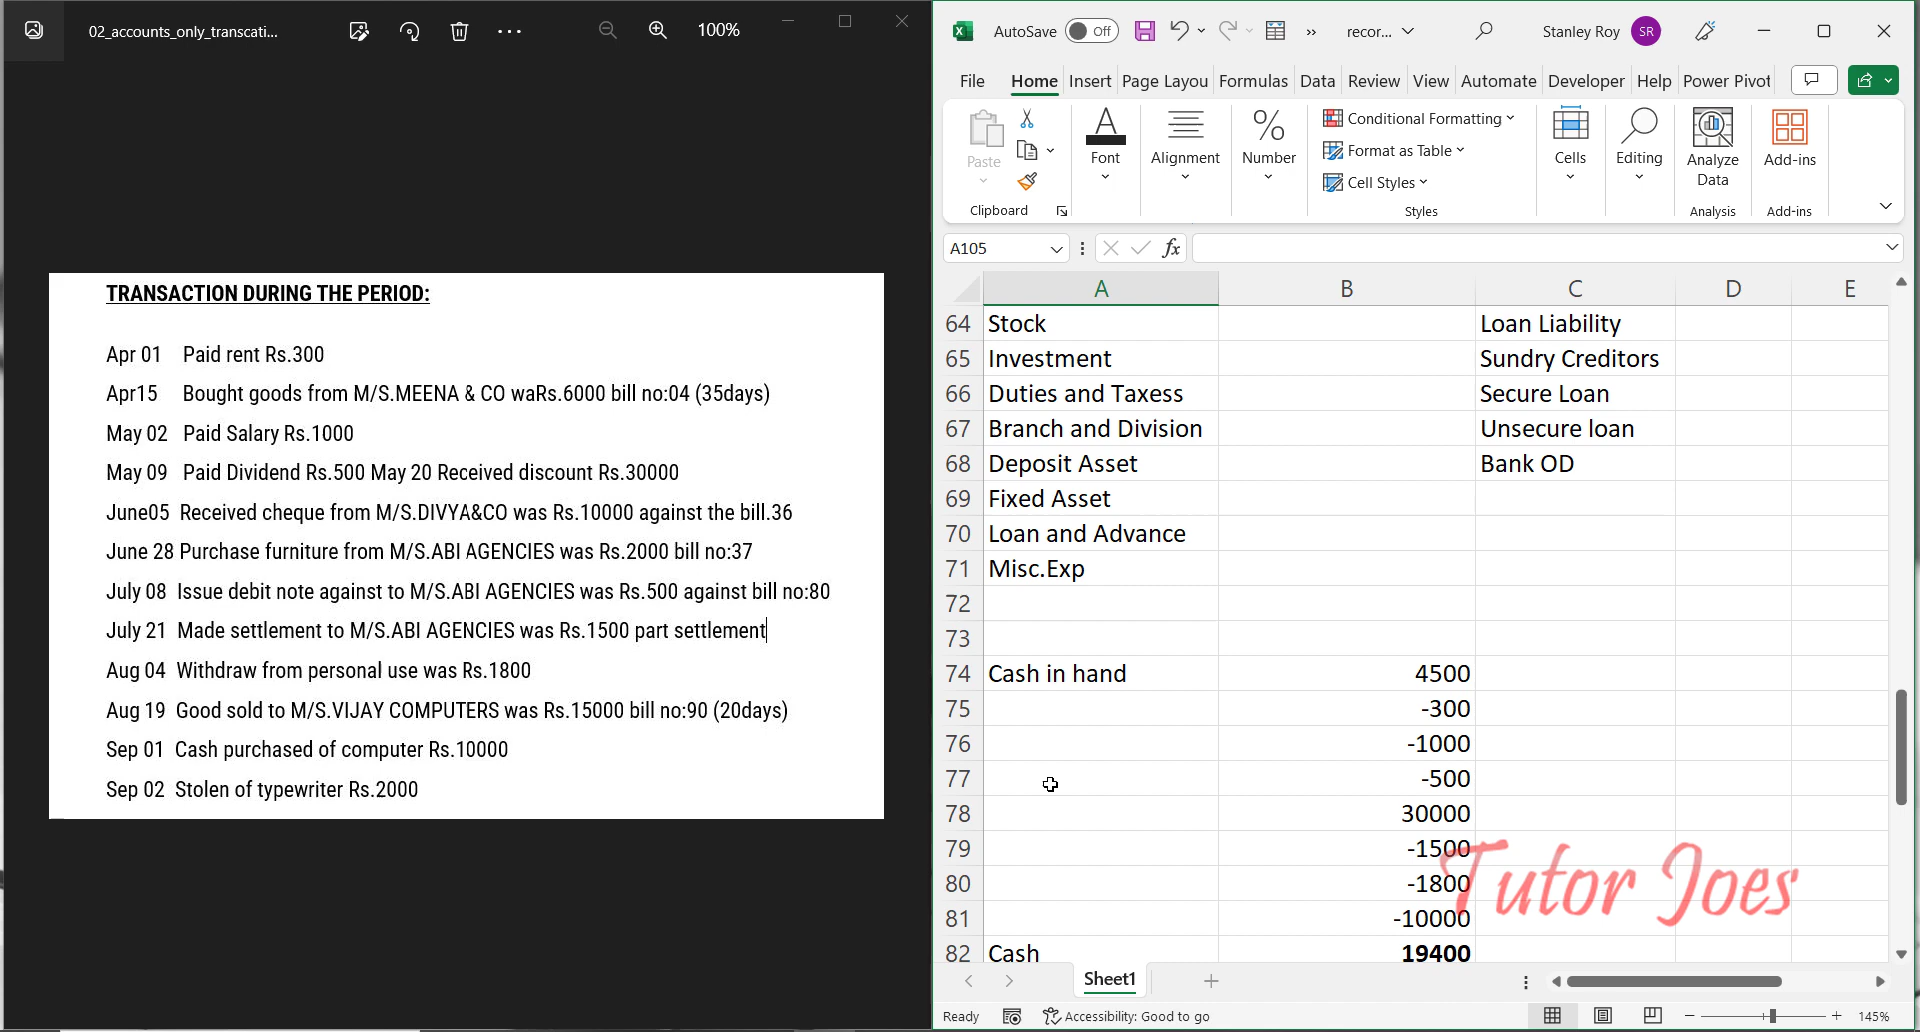 02_accounts_only_transcati...
100%
TRANSACTION DURING THE PERIOD:
Apr 01 Paid rent Rs.300
Apr15 Bought goods from M/S.MEENA & CO waRs.6000 bill no:04 (35days)
May 02 Paid Salary Rs.1000
May 09 Paid Dividend Rs.500 May 20 Received discount Rs.30000
June05 Received cheque from M/S.DIVYA&CO was Rs.10000 against the bill.36
June 28 Purchase furniture from M/S.ABI AGENCIES was Rs.2000 bill no:37
July 08 Issue debit note against to M/S.ABI AGENCIES was Rs.500 against bill no:80
July 21 Made settlement to M/S.ABI AGENCIES was Rs.1500 part settlement
Aug 04 Withdraw from personal use was Rs.1800
Aug 19 Good sold to M/S.VIJAY COMPUTERS was Rs.15000 bill no:90 (20days)
Sep 01 Cash purchased of computer Rs.10000
Sep 02 Stolen of typewriter Rs.2000
AutoSave Off recor... Stanley Roy SR
File Home Insert Page Layou Formulas Data Review View Automate Developer Help Power Pivot
Paste Font Alignment Number Conditional Formatting Format as Table Cell Styles Cells Editing Analyze Data Add-ins
Clipboard Styles Analysis Add-ins
A105 fx
A B C D E
64 Stock Loan Liability
65 Investment Sundry Creditors
66 Duties and Taxess Secure Loan
67 Branch and Division Unsecure loan
68 Deposit Asset Bank OD
69 Fixed Asset
70 Loan and Advance
71 Misc.Exp
72
73
74 Cash in hand 4500
75 -300
76 -1000
77 -500
78 30000
79 -1500
80 -1800
81 -10000
82 Cash 19400
Tutor Joes
Sheet1
Ready Accessibility: Good to go 145%